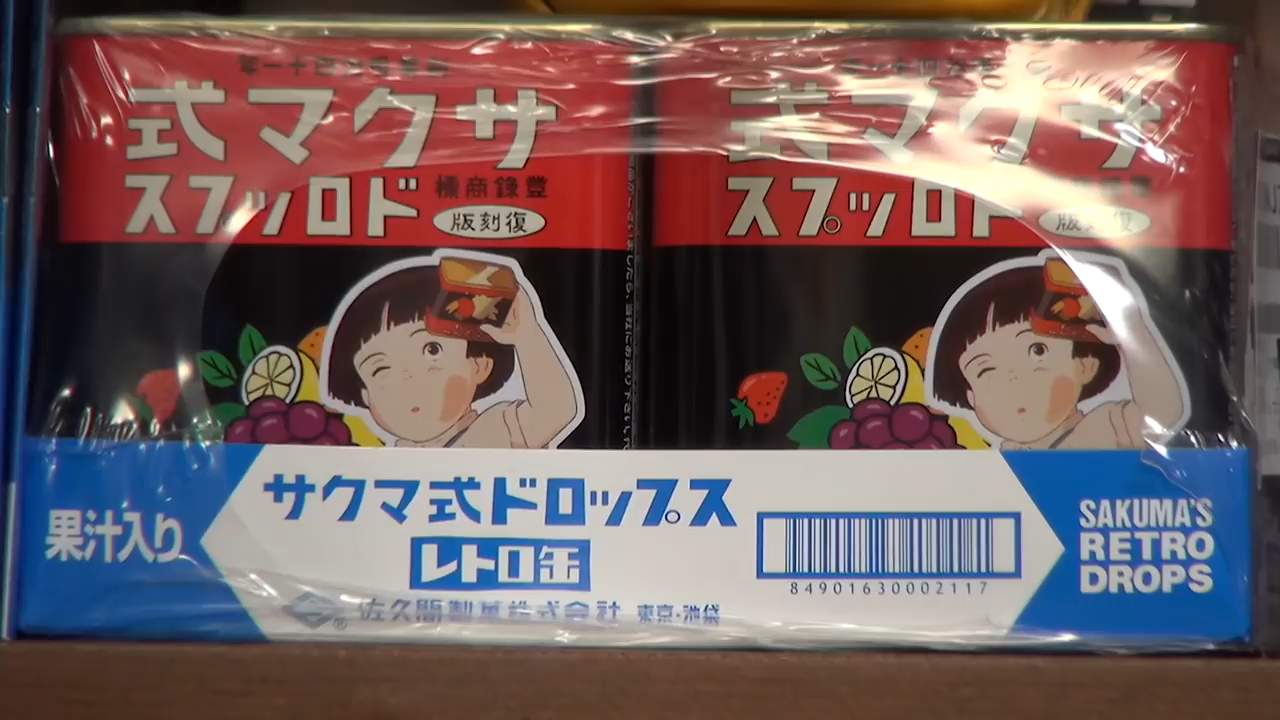 式マクサ
スプッロド
標商錄登
版刻復
式マクサ
スプッロド
版刻復
果汁入り
サクマ式ドロップス
レトロ缶
佐久間製菓株式会社 東京・池袋
84901630002117
SAKUMA'S
RETRO
DROPS